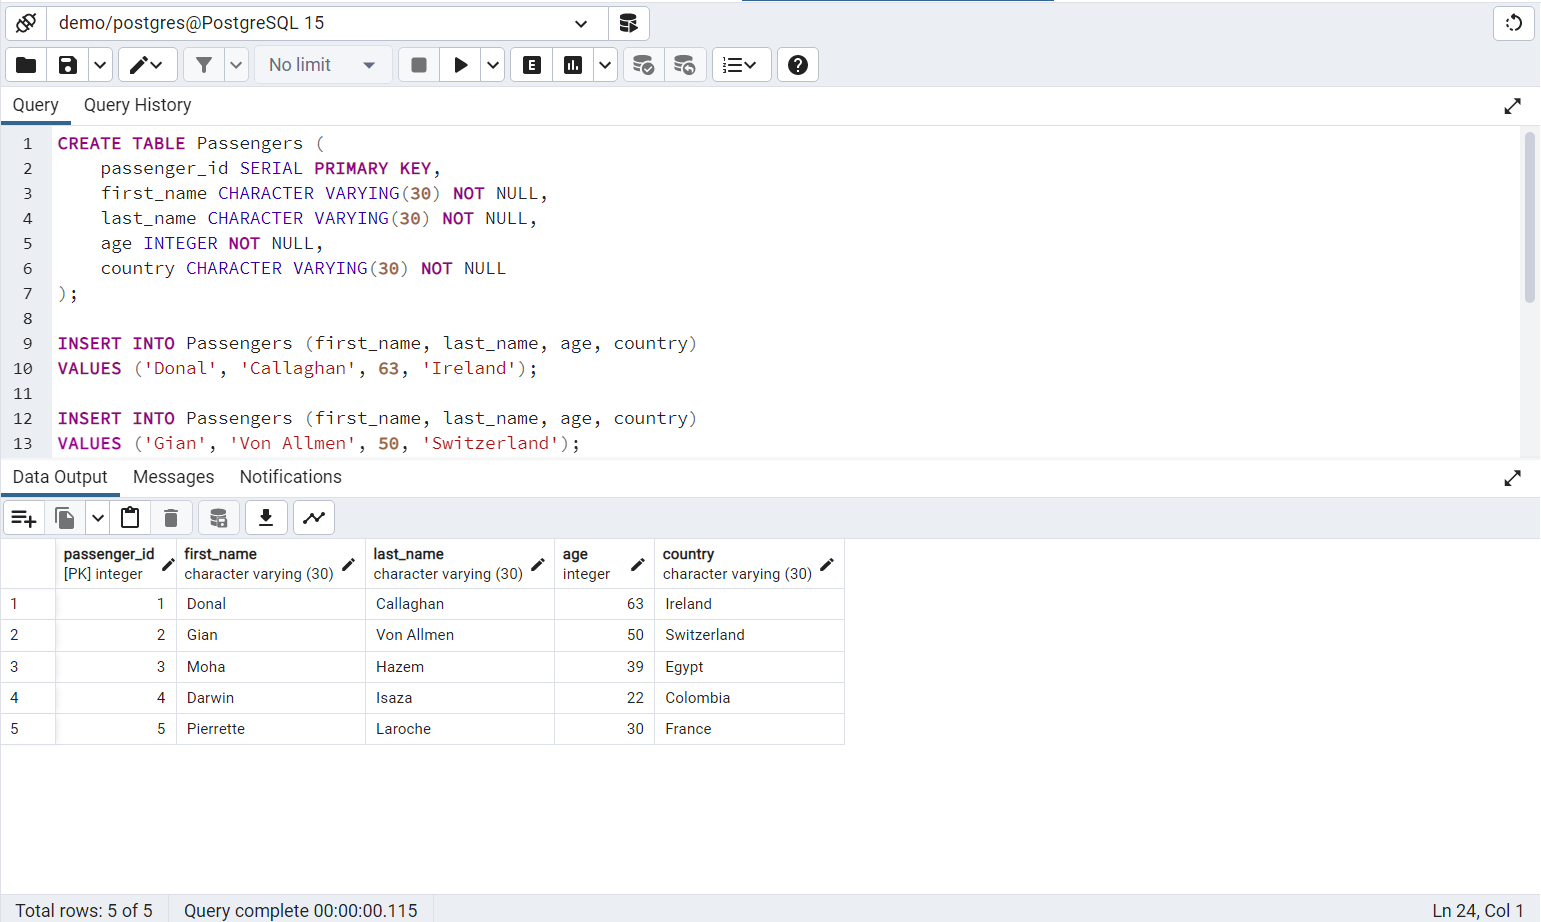 demo/postgres@PostgreSQL 15
No limit
E
Query Query History
1 CREATE TABLE Passengers (
2 passenger_id SERIAL PRIMARY KEY,
3 first_name CHARACTER VARYING(30) NOT NULL,
4 last_name CHARACTER VARYING(30) NOT NULL,
5 age INTEGER NOT NULL,
6 country CHARACTER VARYING(30) NOT NULL
7 );
8
9 INSERT INTO Passengers (first_name, last_name, age, country)
10 VALUES ('Donal', 'Callaghan', 63, 'Ireland');
11
12 INSERT INTO Passengers (first_name, last_name, age, country)
13 VALUES ('Gian', 'Von Allmen', 50, 'Switzerland');
Data Output Messages Notifications
passenger_id first_name last_name age country
[PK] integer character varying (30) character varying (30) integer character varying (30)
1 1 Donal Callaghan 63 Ireland
2 2 Gian Von Allmen 50 Switzerland
3 3 Moha Hazem 39 Egypt
4 4 Darwin Isaza 22 Colombia
5 5 Pierrette Laroche 30 France
Total rows: 5 of 5 Query complete 00:00:00.115 Ln 24, Col 1